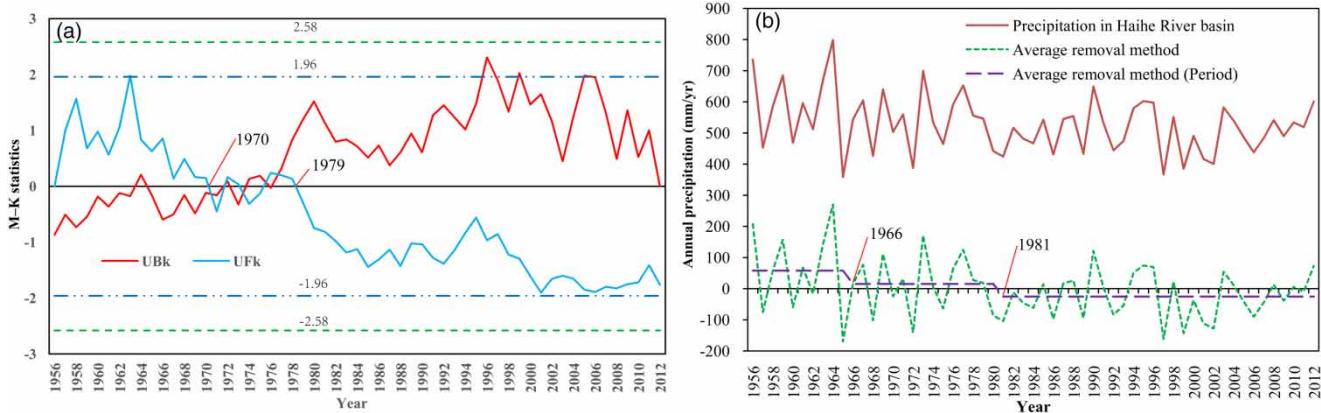 (a)
3
2.58
2
1.96
1
1970
1979
0
-1
UBk
UFk
-1.96
-2
-2.58
-3
M–K statistics
1956 1958 1960 1962 1964 1966 1968 1970 1972 1974 1976 1978 1980 1982 1984 1986 1988 1990 1992 1994 1996 1998 2000 2002 2004 2006 2008 2010 2012
Year
(b)
Precipitation in Haihe River basin
Average removal method
Average removal method (Period)
900
800
700
600
500
400
300
200
100
0
-100
-200
Annual precipitation (mm/yr)
1966
1981
1956 1958 1960 1962 1964 1966 1968 1970 1972 1974 1976 1978 1980 1982 1984 1986 1988 1990 1992 1994 1996 1998 2000 2002 2004 2006 2008 2010 2012
Year